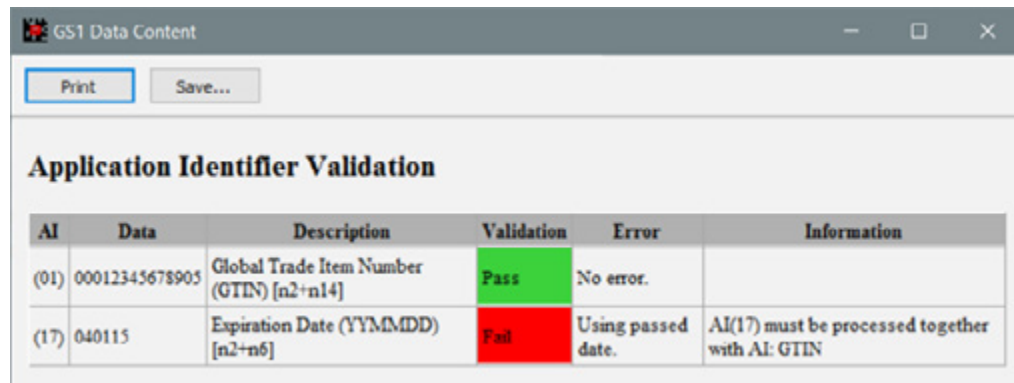 GS1 Data Content
Print Save...
Application Identifier Validation
AI Data Description Validation Error Information
(01) 00012345678905 Global Trade Item Number (GTIN) [n2+n14] Pass No error.
(17) 040115 Expiration Date (YYMMDD) [n2+n6] Fail Using passed date. AI(17) must be processed together with AI: GTIN